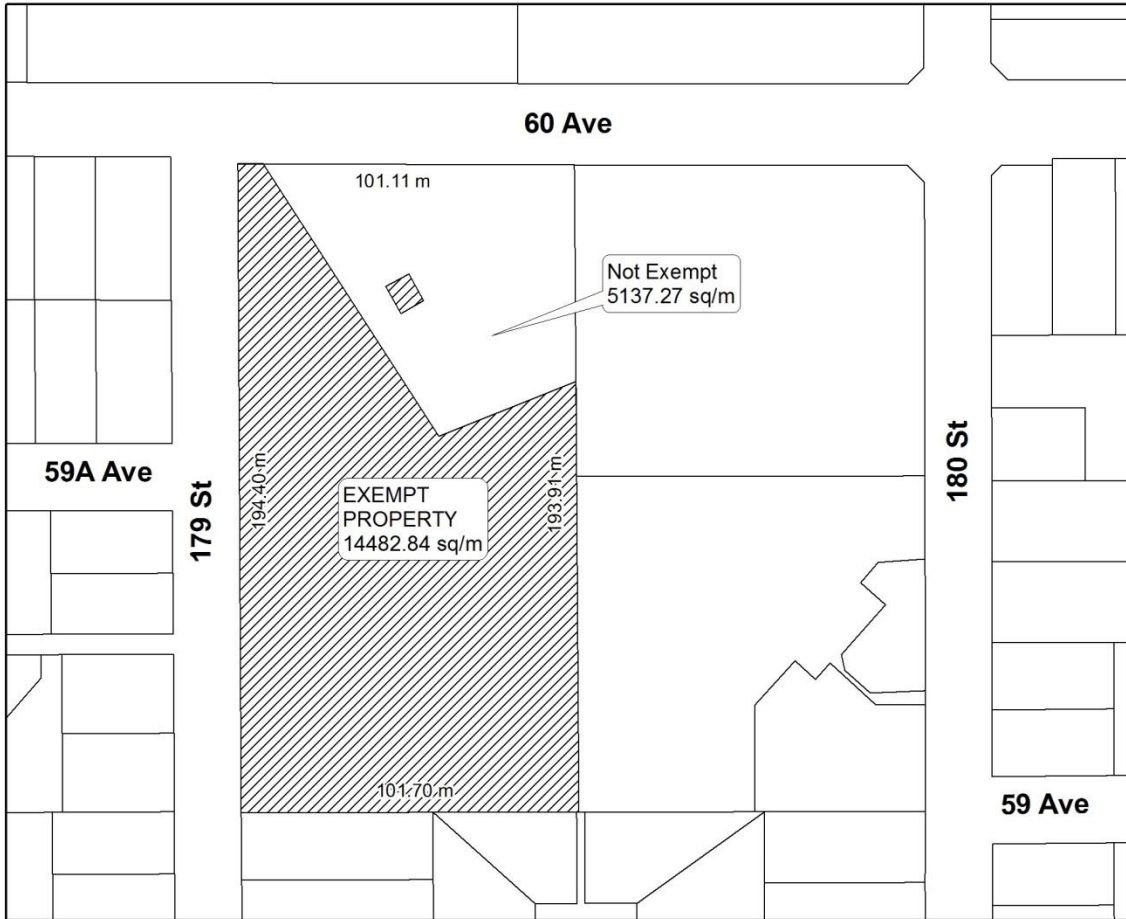 60 Ave
101.11 m
Not Exempt
5137.27 sq/m
59A Ave
179 St
194.40 m
EXEMPT
PROPERTY
14482.84 sq/m
193.91 m
180 St
101.70 m
59 Ave